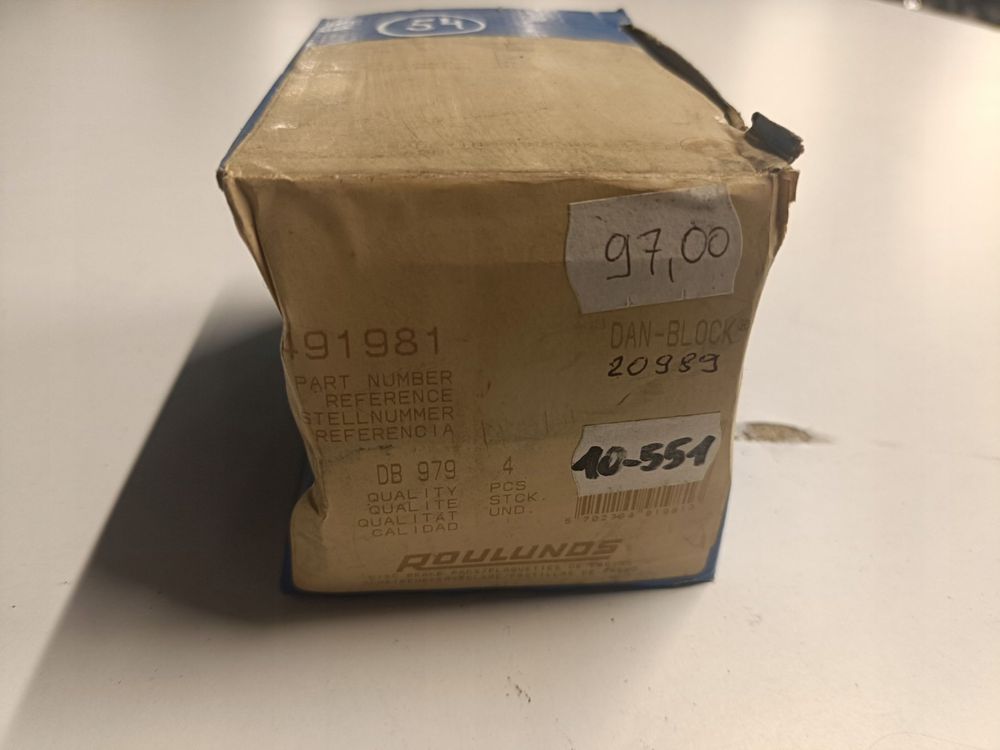 54
97,00
491981
DAN-BLOCK®
20989
PART NUMBER
REFERENCE
STELLNUMMER
REFERENCIA
10-551
DB 979
4
QUALITY
QUALITE
QUALITÄT
CALIDAD
PCS
STCK.
UND.
ROULUNDS